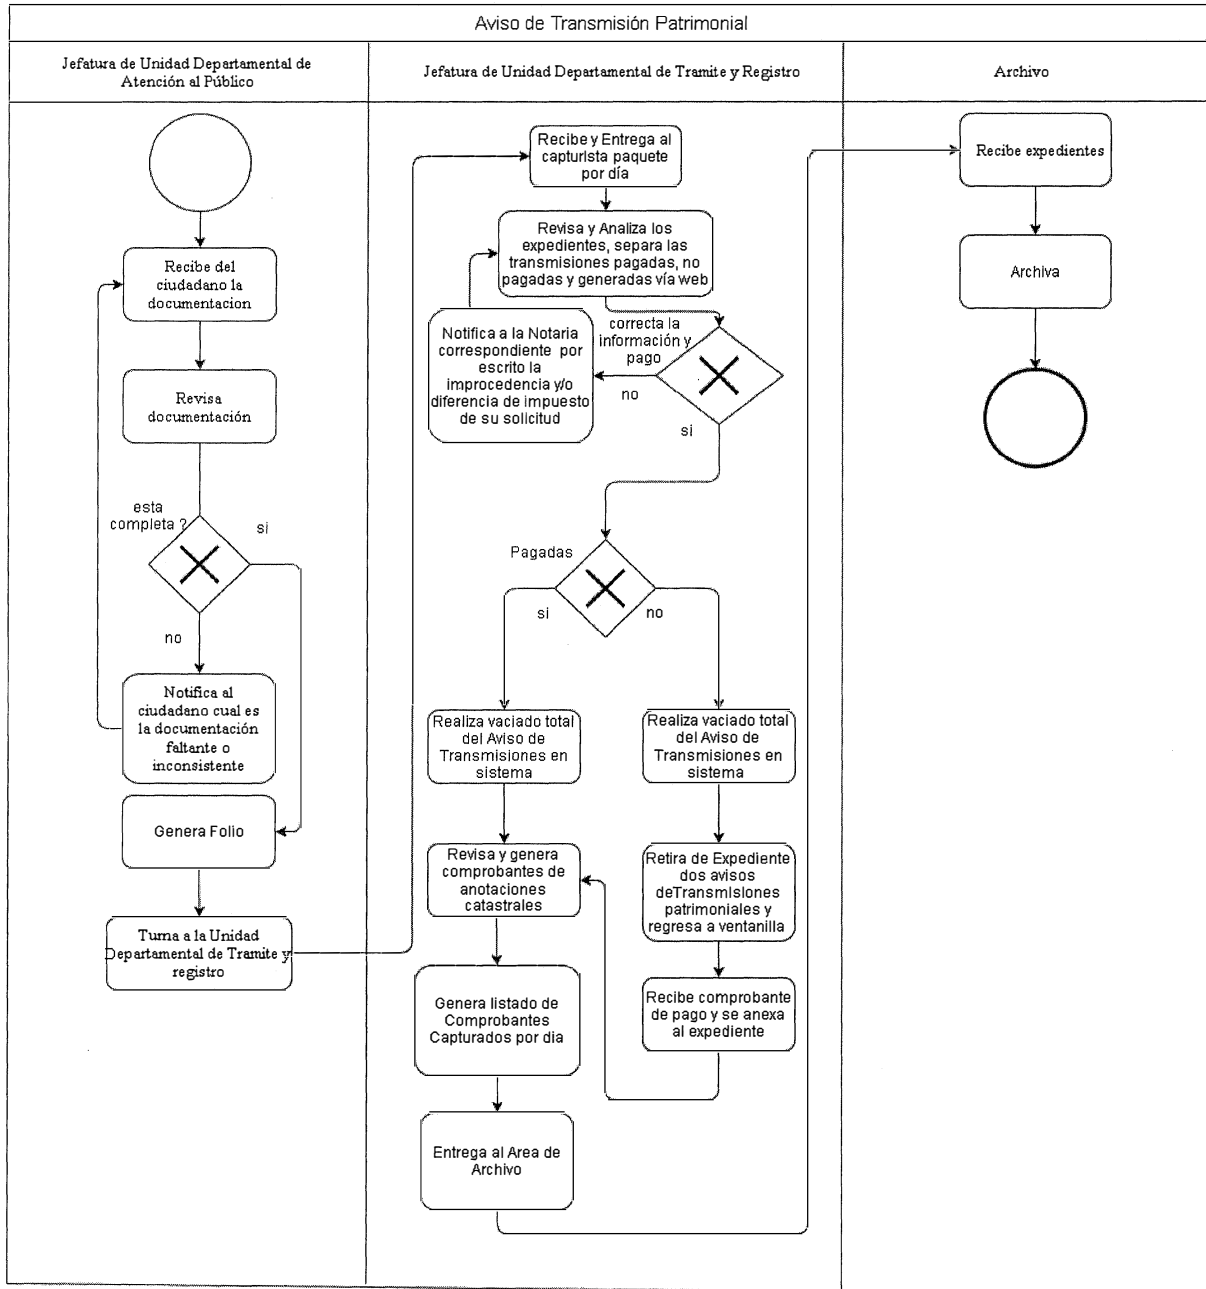 Aviso de Transmisión Patrimonial
Jefatura de Unidad Departamental de
Atención al Público
Jefatura de Unidad Departamental de Tramite y Registro
Archivo
Recibe del
ciudadano la
documentacion
Revisa
documentación
esta
completa ?
si
no
Notifica al
ciudadano cual es
la documentación
faltante o
inconsistente
Genera Folio
Turna a la Unidad
Departamental de Tramite y
registro
Recibe y Entrega al
capturista paquete
por día
Revisa y Analiza los
expedientes, separa las
transmisiones pagadas, no
pagadas y generadas vía web
correcta la
información y
pago
no
si
Notifica a la Notaria
correspondiente por
escrito la
improcedencia y/o
diferencia de impuesto
de su solicitud
Pagadas
si
no
Realiza vaciado total
del Aviso de
Transmisiones en
sistema
Realiza vaciado total
del Aviso de
Transmisiones en
sistema
Revisa y genera
comprobantes de
anotaciones
catastrales
Retira de Expediente
dos avisos
deTransmisiones
patrimoniales y
regresa a ventanilla
Recibe comprobante
de pago y se anexa
al expediente
Genera listado de
Comprobantes
Capturados por dia
Entrega al Area de
Archivo
Recibe expedientes
Archiva